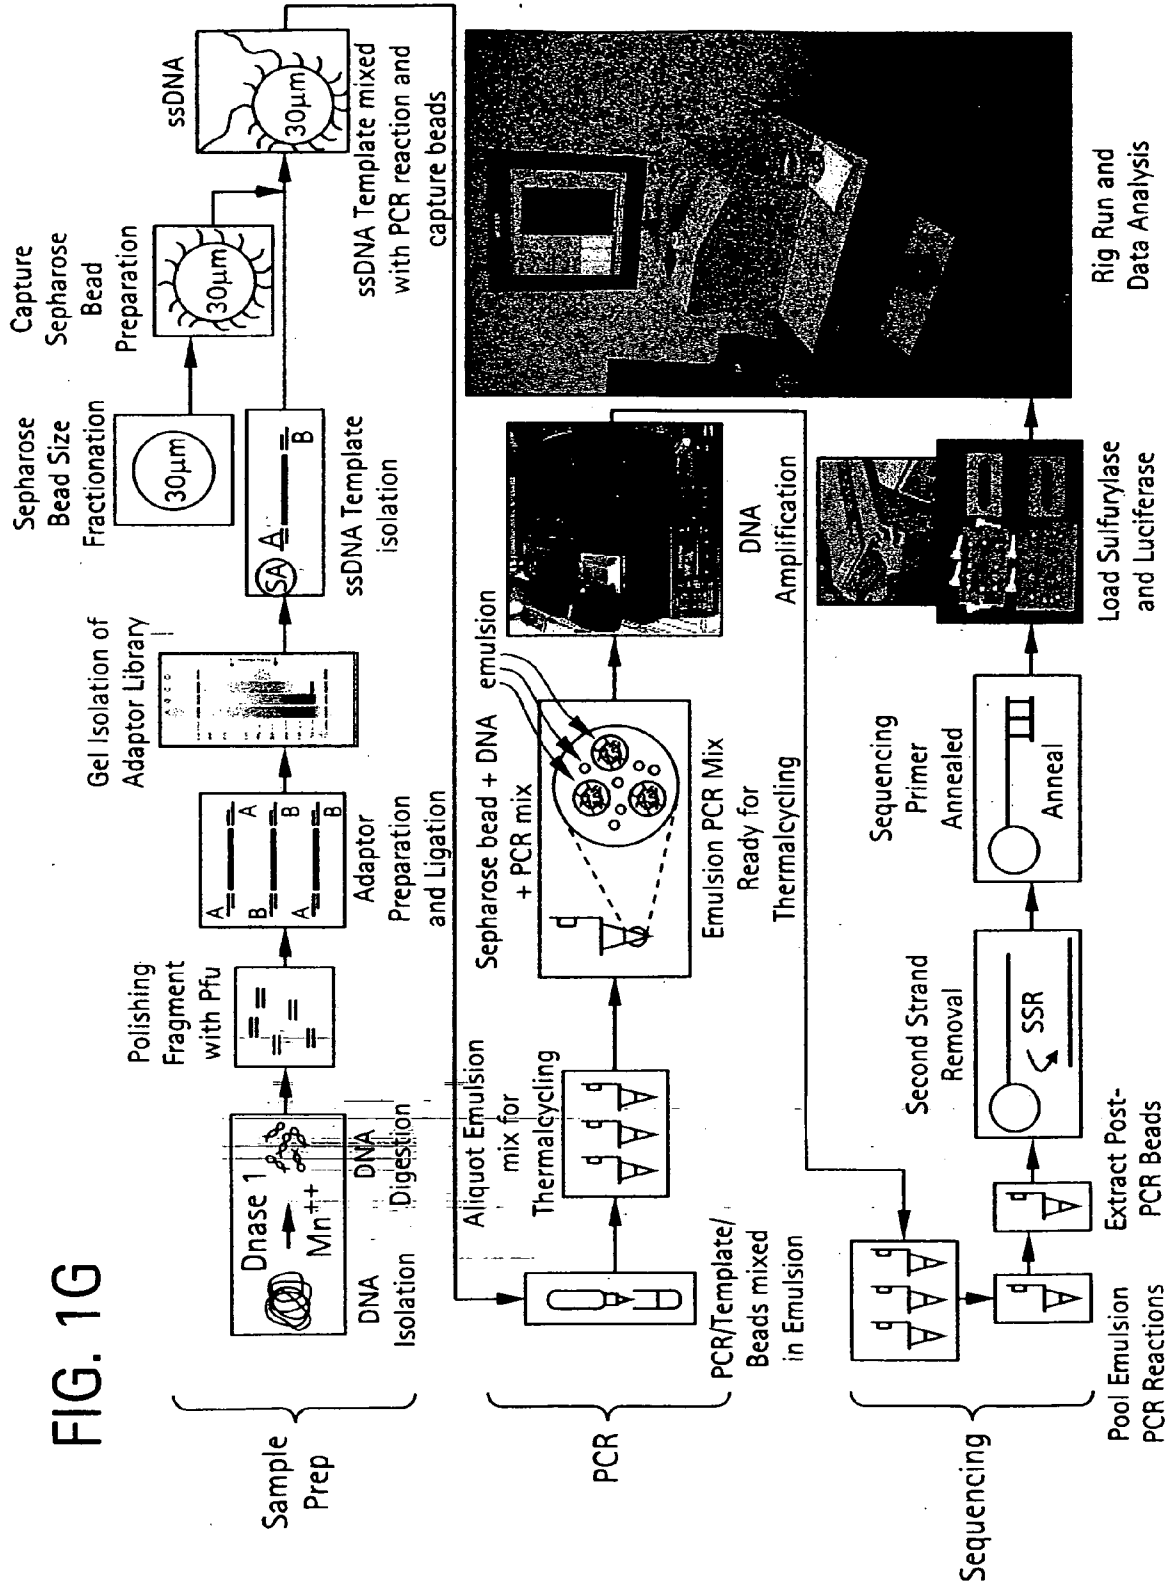 FIG. 1G
Sample
Prep
Dnase 1
Mn++
DNA
Isolation
DNA
Digestion
Polishing
Fragment
with Pfu
A
A
B
B
A
B
Adaptor
Preparation
and Ligation
Gel Isolation of
Adaptor Library
SA
A
B
ssDNA Template
isolation
Sepharose
Bead Size
Fractionation
30μm
Capture
Sepharose
Bead
Preparation
30μm
ssDNA
30μm
ssDNA Template mixed
with PCR reaction and
capture beads
PCR
PCR/Template/
Beads mixed
in Emulsion
Aliquot Emulsion
mix for
Thermalcycling
Sepharose bead + DNA
+ PCR mix
emulsion
Emulsion PCR Mix
Ready for
Thermalcycling
DNA
Amplification
Sequencing
Pool Emulsion
PCR Reactions
Extract Post-
PCR Beads
Second Strand
Removal
SSR
Sequencing
Primer
Annealed
Anneal
Load Sulfurylase
and Luciferase
Rig Run and
Data Analysis